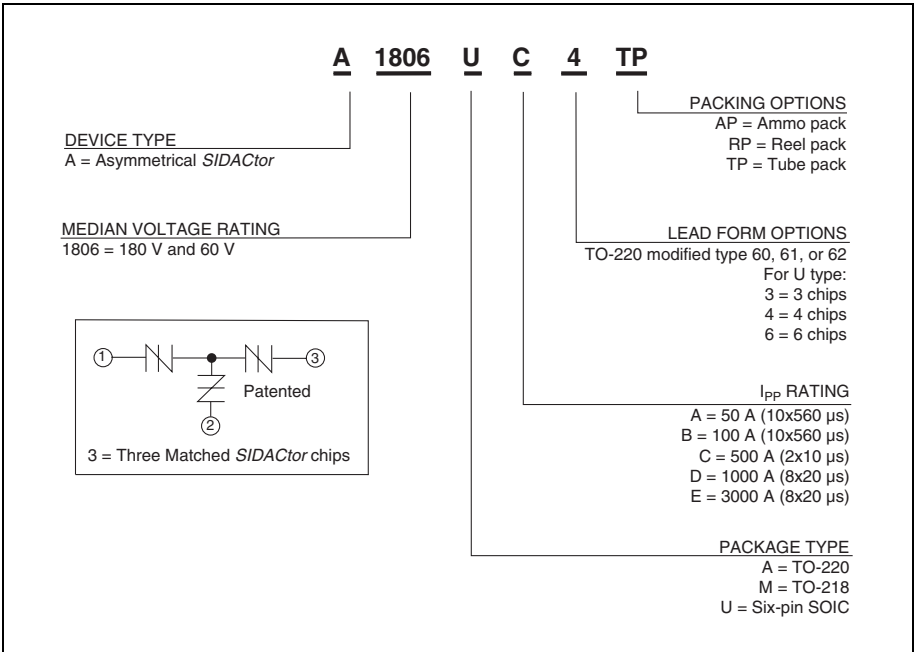 A 1806 U C 4 TP
PACKING OPTIONS
AP = Ammo pack
RP = Reel pack
TP = Tube pack
DEVICE TYPE
A = Asymmetrical SIDACtor
MEDIAN VOLTAGE RATING
1806 = 180 V and 60 V
LEAD FORM OPTIONS
TO-220 modified type 60, 61, or 62
For U type:
3 = 3 chips
4 = 4 chips
6 = 6 chips
1 3
Patented
2
3 = Three Matched SIDACtor chips
IPP RATING
A = 50 A (10x560 µs)
B = 100 A (10x560 µs)
C = 500 A (2x10 µs)
D = 1000 A (8x20 µs)
E = 3000 A (8x20 µs)
PACKAGE TYPE
A = TO-220
M = TO-218
U = Six-pin SOIC